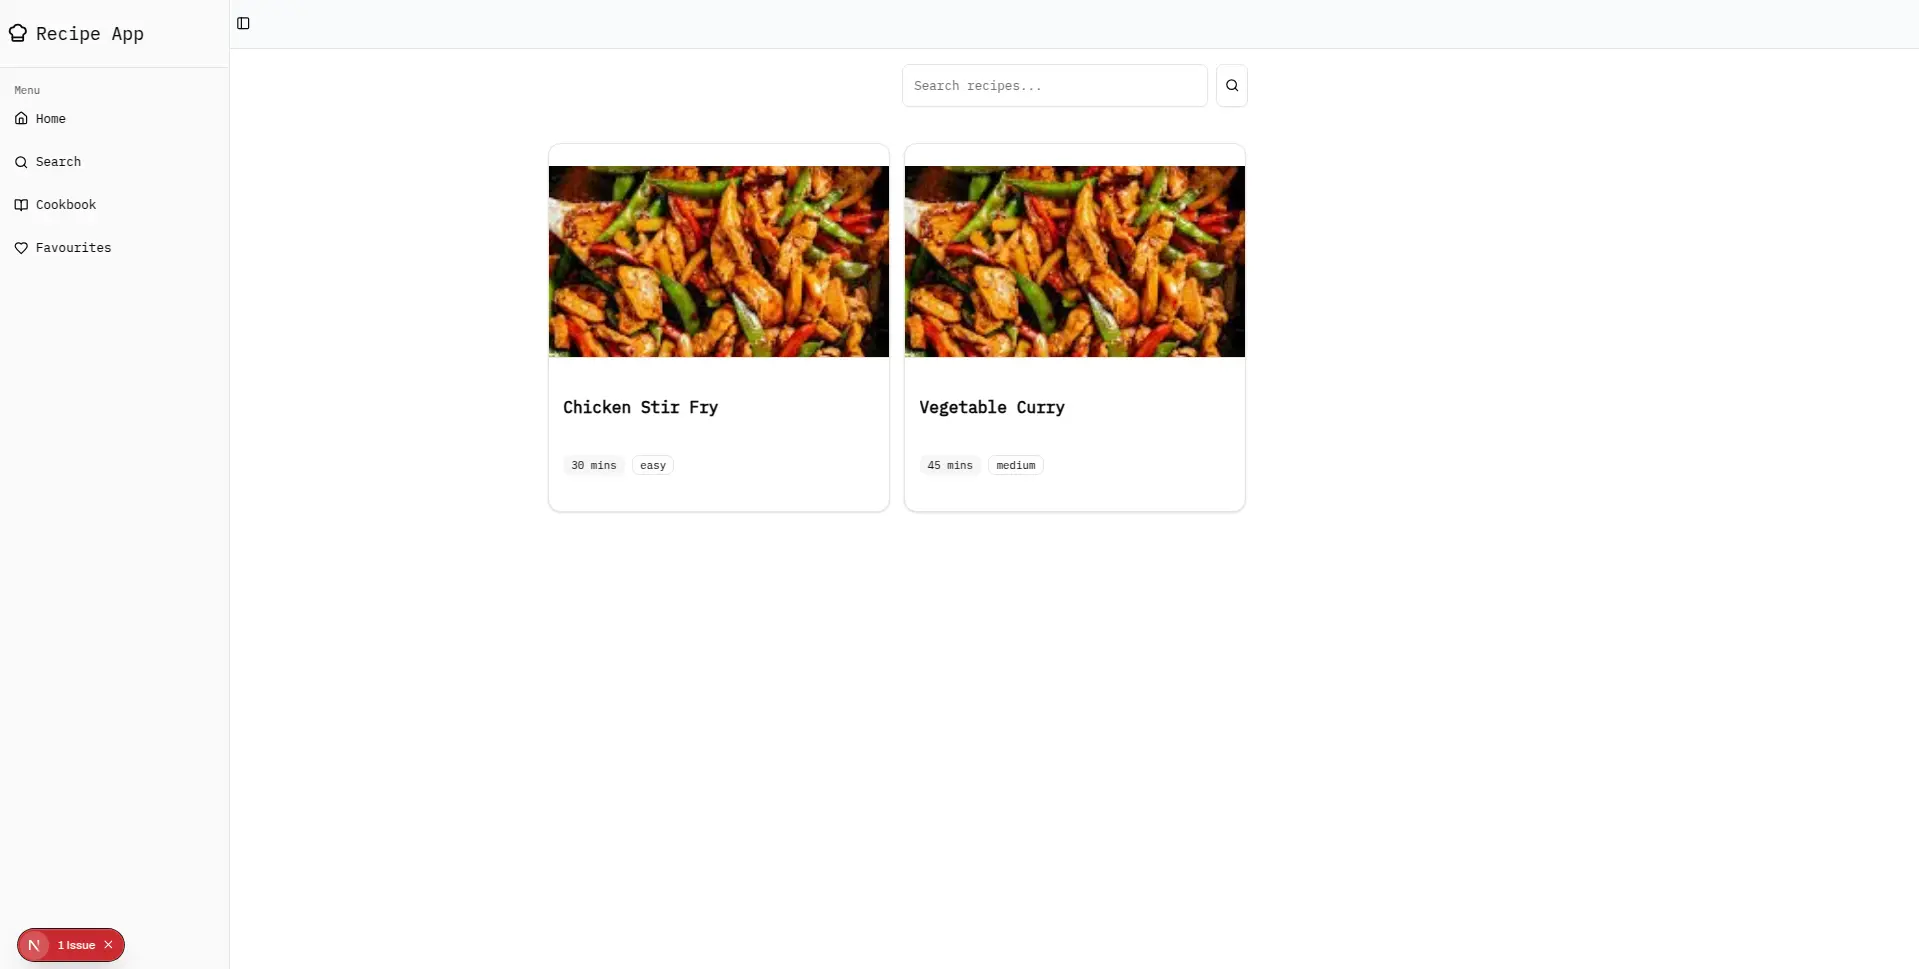 Recipe App
Menu
Home
Search
Cookbook
Favourites
Search recipes...
Chicken Stir Fry
30 mins
easy
Vegetable Curry
45 mins
medium
N
1 Issue